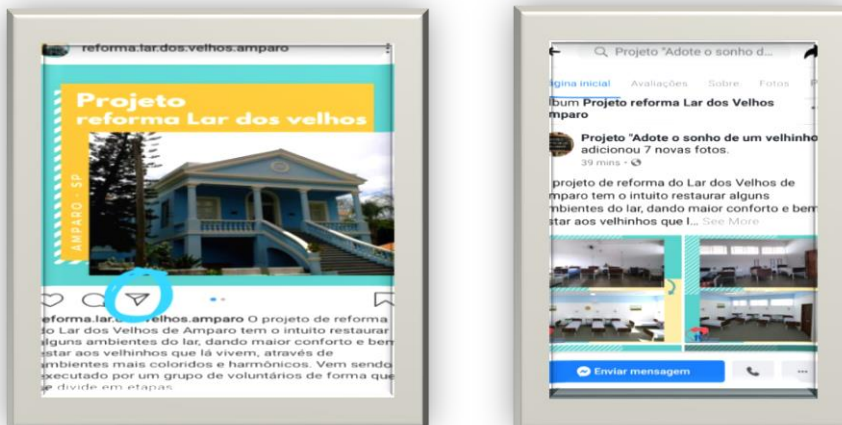 reforma.lar.dos.velhos.amparo
Projeto
reforma Lar dos velhos
AMPARO - SP
eforma.lar. velhos.amparo O projeto de reforma
do Lar dos Velhos de Amparo tem o intuito restaurar
alguns ambientes do lar, dando maior conforto e bem
estar aos velhinhos que lá vivem, através de
mbientes mais coloridos e harmônicos. Vem sendo
executado por um grupo de voluntários de forma que
e divide em etapas
Projeto "Adote o sonho d...
ágina inicial Avaliações Sobre Fotos P
lbum Projeto reforma Lar dos Velhos
mparo
Projeto "Adote o sonho de um velhinho
adicionou 7 novas fotos.
39 mins
projeto de reforma do Lar dos Velhos de
mparo tem o intuito restaurar alguns
mbientes do lar, dando maior conforto e bem
star aos velhinhos que l... See More
Enviar mensagem